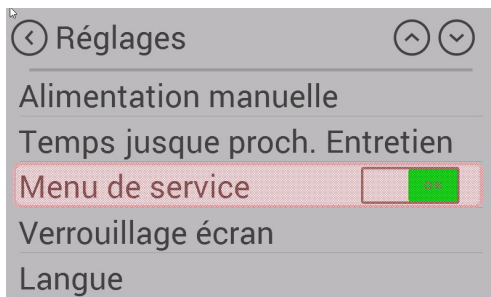 Réglages
Alimentation manuelle
Temps jusque proch. Entretien
Menu de service
Verrouillage écran
Langue